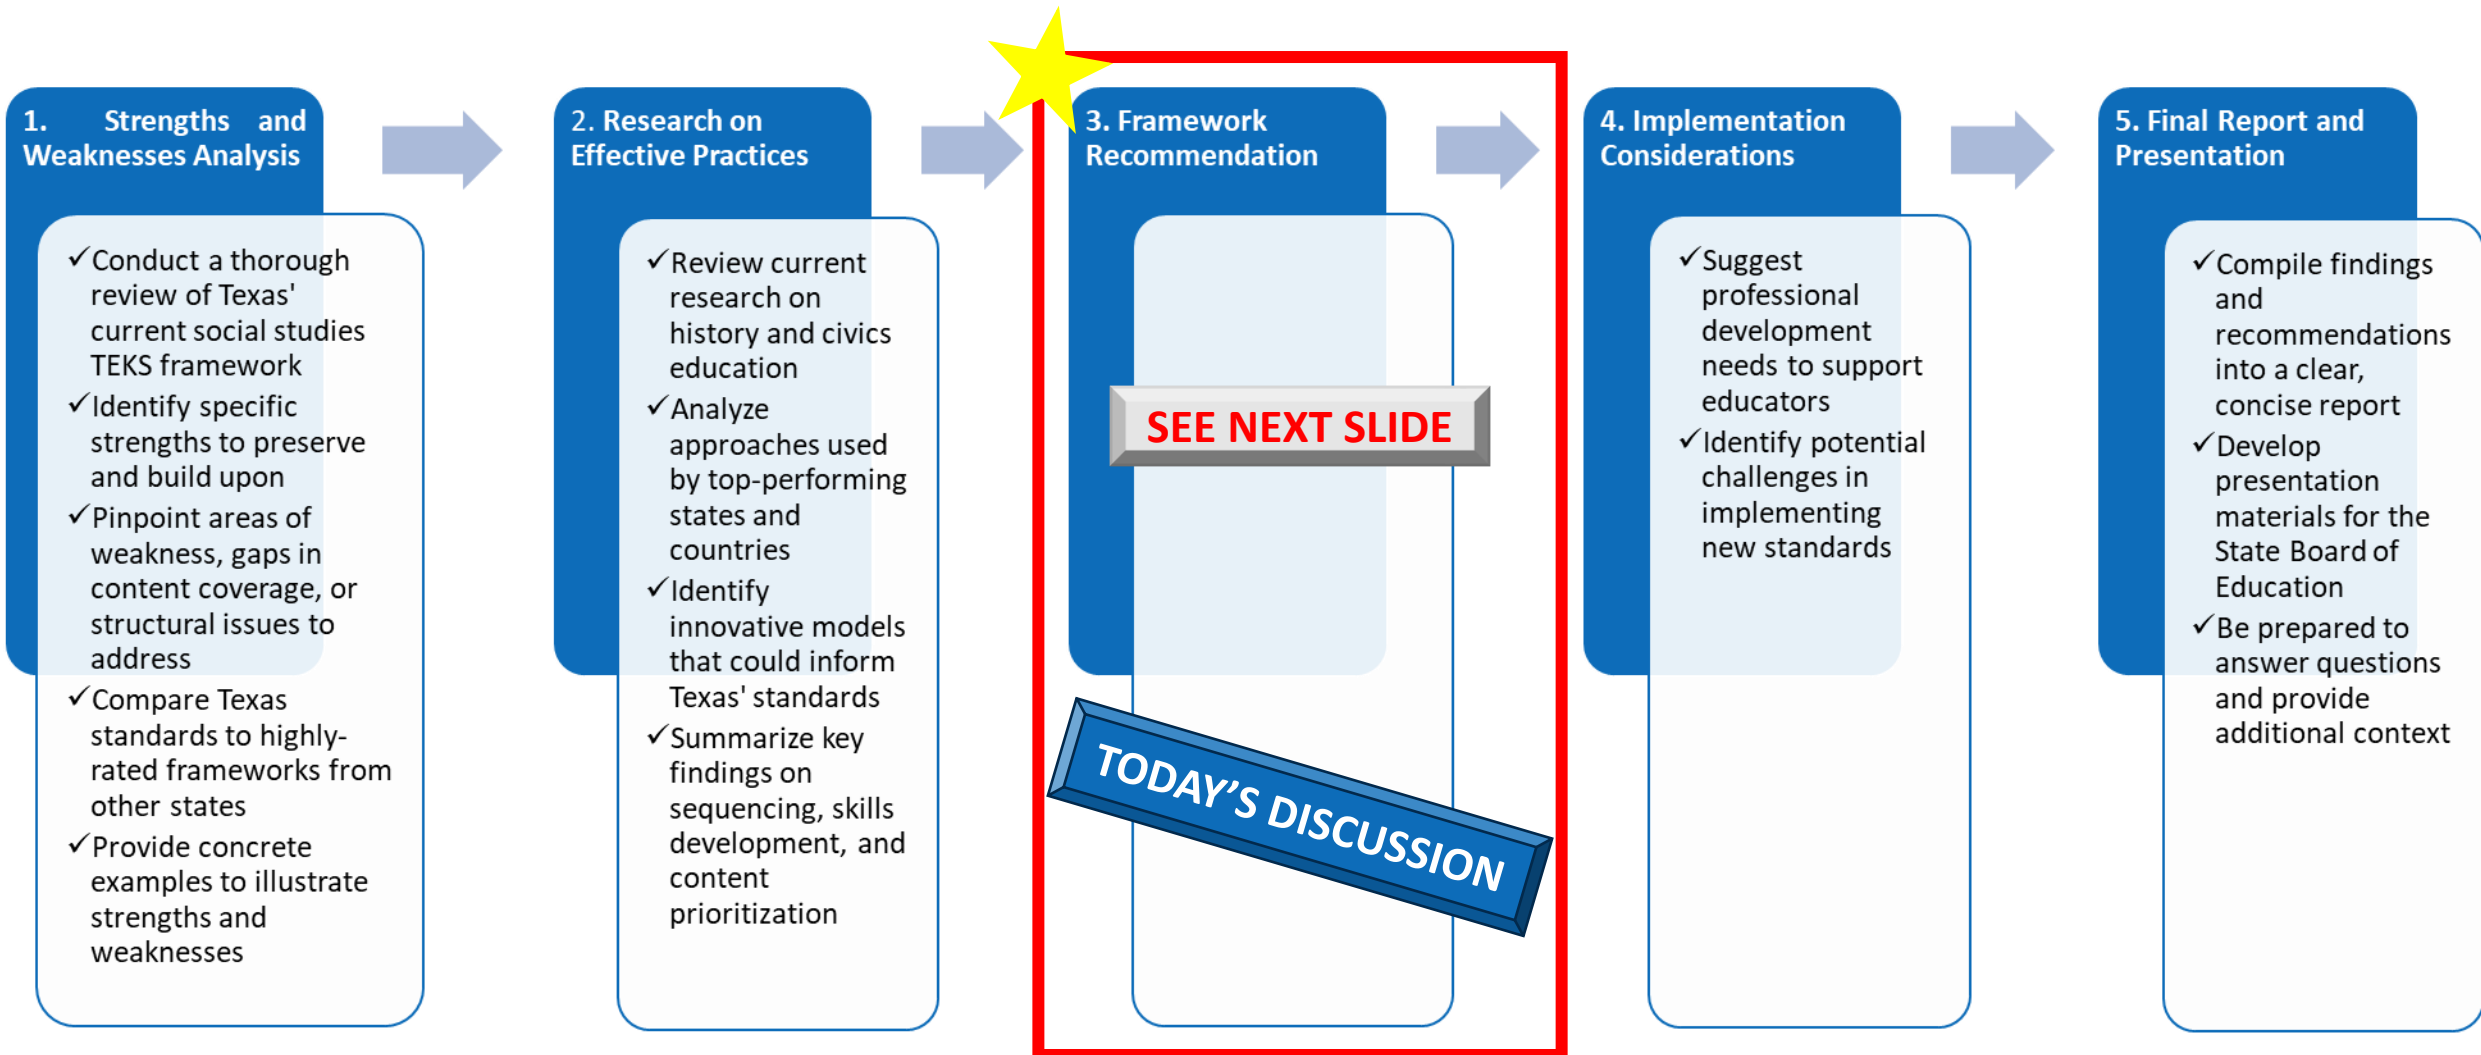 1. Strengths and
Weaknesses Analysis
✓Conduct a thorough
review of Texas'
current social studies
TEKS framework
✓Identify specific
strengths to preserve
and build upon
✓Pinpoint areas of
weakness, gaps in
content coverage, or
structural issues to
address
✓Compare Texas
standards to highly-
rated frameworks from
other states
✓Provide concrete
examples to illustrate
strengths and
weaknesses
2. Research on
Effective Practices
✓Review current
research on
history and civics
education
✓Analyze
approaches used
by top-performing
states and
countries
✓Identify
innovative models
that could inform
Texas' standards
✓Summarize key
findings on
sequencing, skills
development, and
content
prioritization
3. Framework
Recommendation
SEE NEXT SLIDE
TODAY’S DISCUSSION
4. Implementation
Considerations
✓Suggest
professional
development
needs to support
educators
✓Identify potential
challenges in
implementing
new standards
5. Final Report and
Presentation
✓Compile findings
and
recommendations
into a clear,
concise report
✓Develop
presentation
materials for the
State Board of
Education
✓Be prepared to
answer questions
and provide
additional context